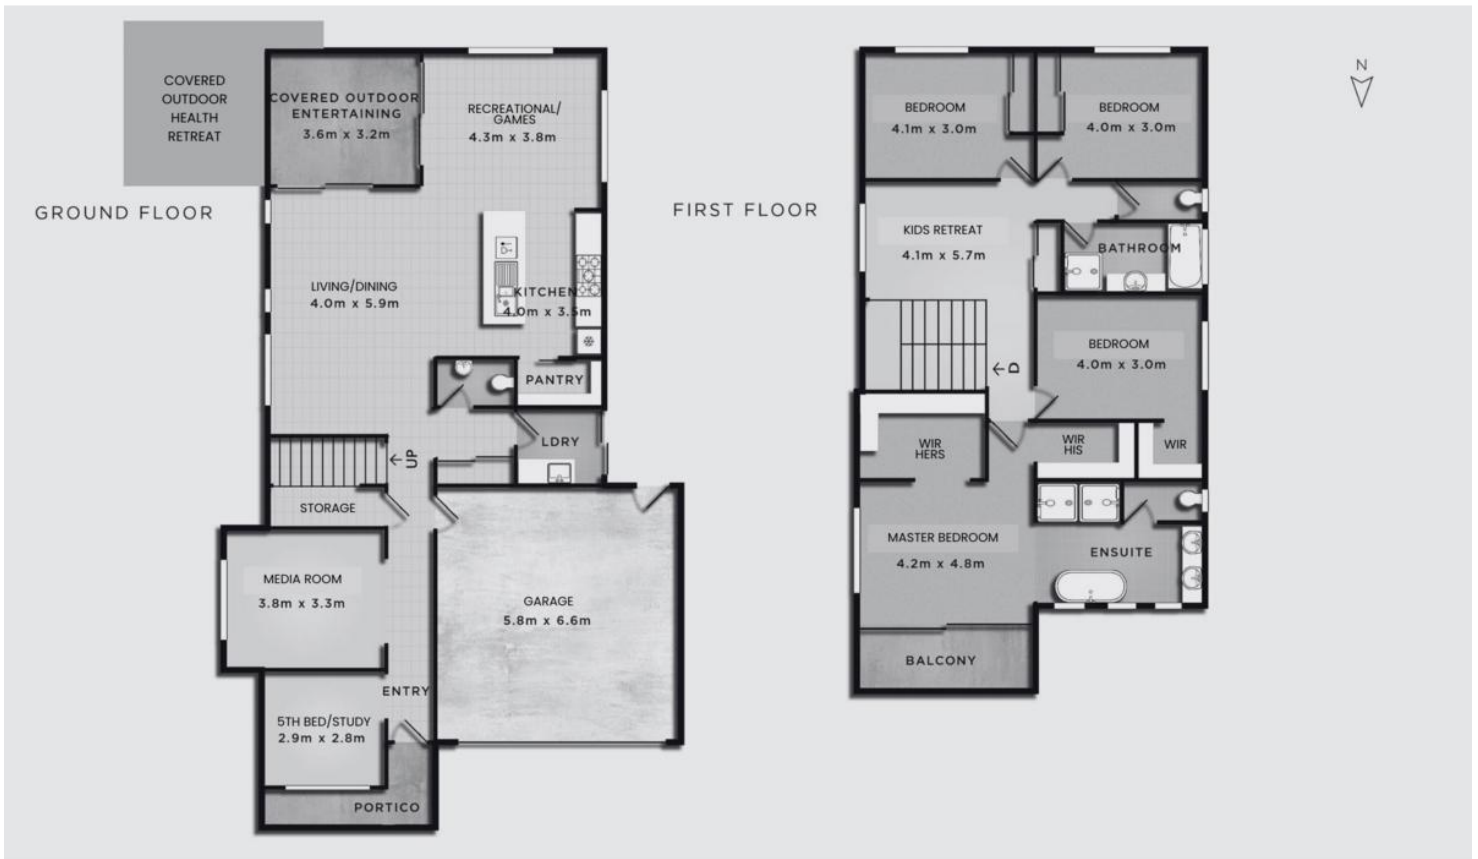 COVERED
OUTDOOR
HEALTH
RETREAT
COVERED OUTDOOR
ENTERTAINING
3.6m x 3.2m
RECREATIONAL/
GAMES
4.3m x 3.8m
GROUND FLOOR
LIVING/DINING
4.0m x 5.9m
KITCHEN
4.0m x 3.5m
PANTRY
LDRY
UP
STORAGE
MEDIA ROOM
3.8m x 3.3m
GARAGE
5.8m x 6.6m
ENTRY
5TH BED/STUDY
2.9m x 2.8m
PORTICO
FIRST FLOOR
BEDROOM
4.1m x 3.0m
BEDROOM
4.0m x 3.0m
KIDS RETREAT
4.1m x 5.7m
BATHROOM
BEDROOM
4.0m x 3.0m
D
WIR
HERS
WIR
HIS
WIR
MASTER BEDROOM
4.2m x 4.8m
ENSUITE
BALCONY
N